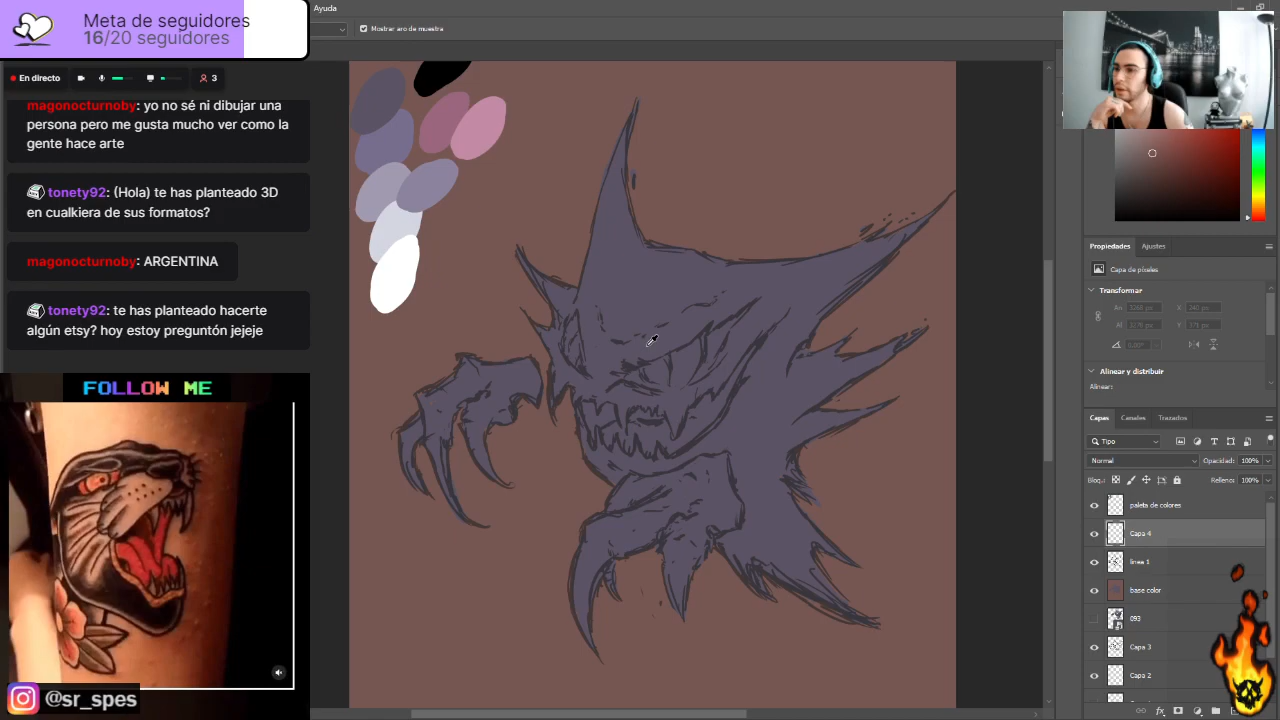 Meta de seguidores
16/20 seguidores
En directo
3
magonocturnoby: yo no sé ni dibujar una
persona pero me gusta mucho ver como la
gente hace arte
tonety92: (Hola) te has planteado 3D
en cualkiera de sus formatos?
magonocturnoby: ARGENTINA
tonety92: te has planteado hacerte
algún etsy? hoy estoy preguntón jejeje
FOLLOW ME
@sr_spes
Ayuda
Mostrar aro de muestra
Propiedades
Ajustes
Capa de píxeles
Transformar
Alinear y distribuir
Alinear:
Capas
Canales
Trazados
Tipo
Normal
Opacidad: 100%
Bloq.:
Relleno: 100%
paleta de colores
Capa 4
linea 1
base color
093
Capa 3
Capa 2